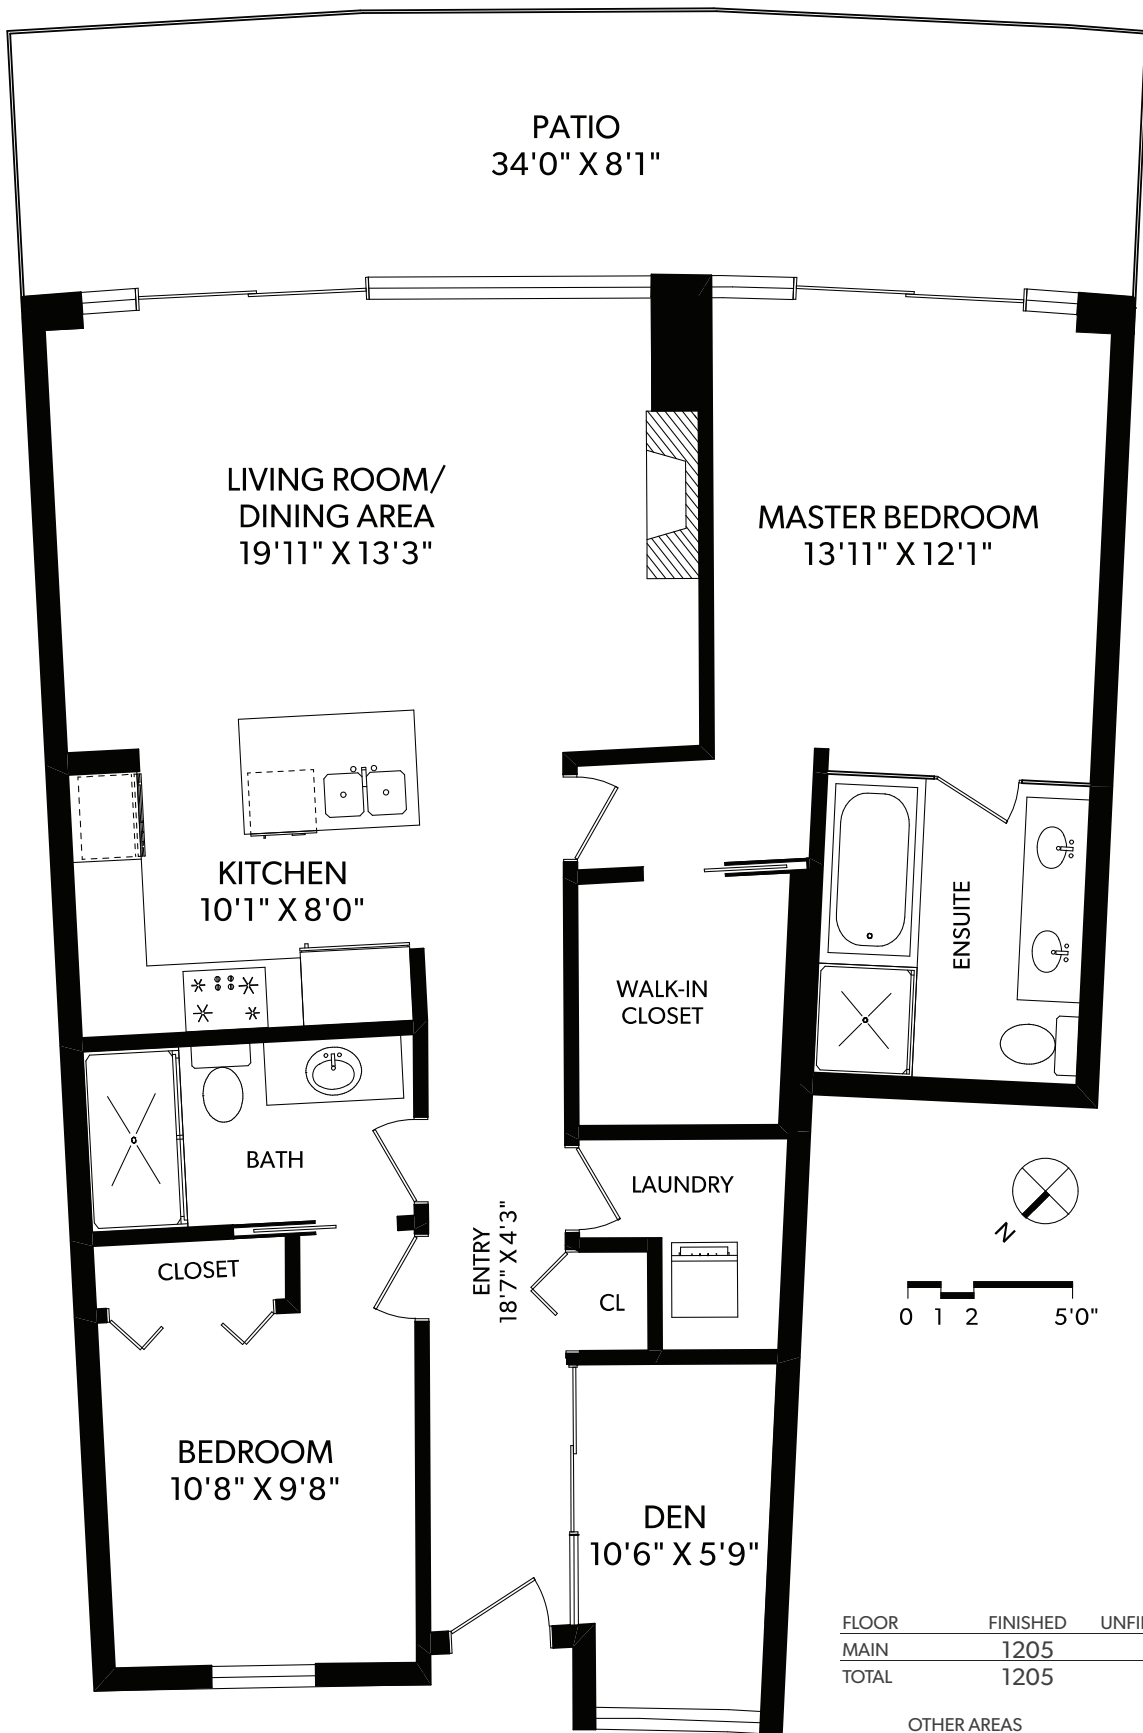 PATIO
34'0" X 8'1"
LIVING ROOM/
DINING AREA
19'11" X 13'3"
MASTER BEDROOM
13'11" X 12'1"
KITCHEN
10'1" X 8'0"
ENSUITE
WALK-IN
CLOSET
BATH
LAUNDRY
ENTRY
18'7" X 4'3"
CLOSET
CL
N
0 1 2 5'0"
BEDROOM
10'8" X 9'8"
DEN
10'6" X 5'9"
FLOOR FINISHED
MAIN 1205
TOTAL 1205
OTHER AREAS